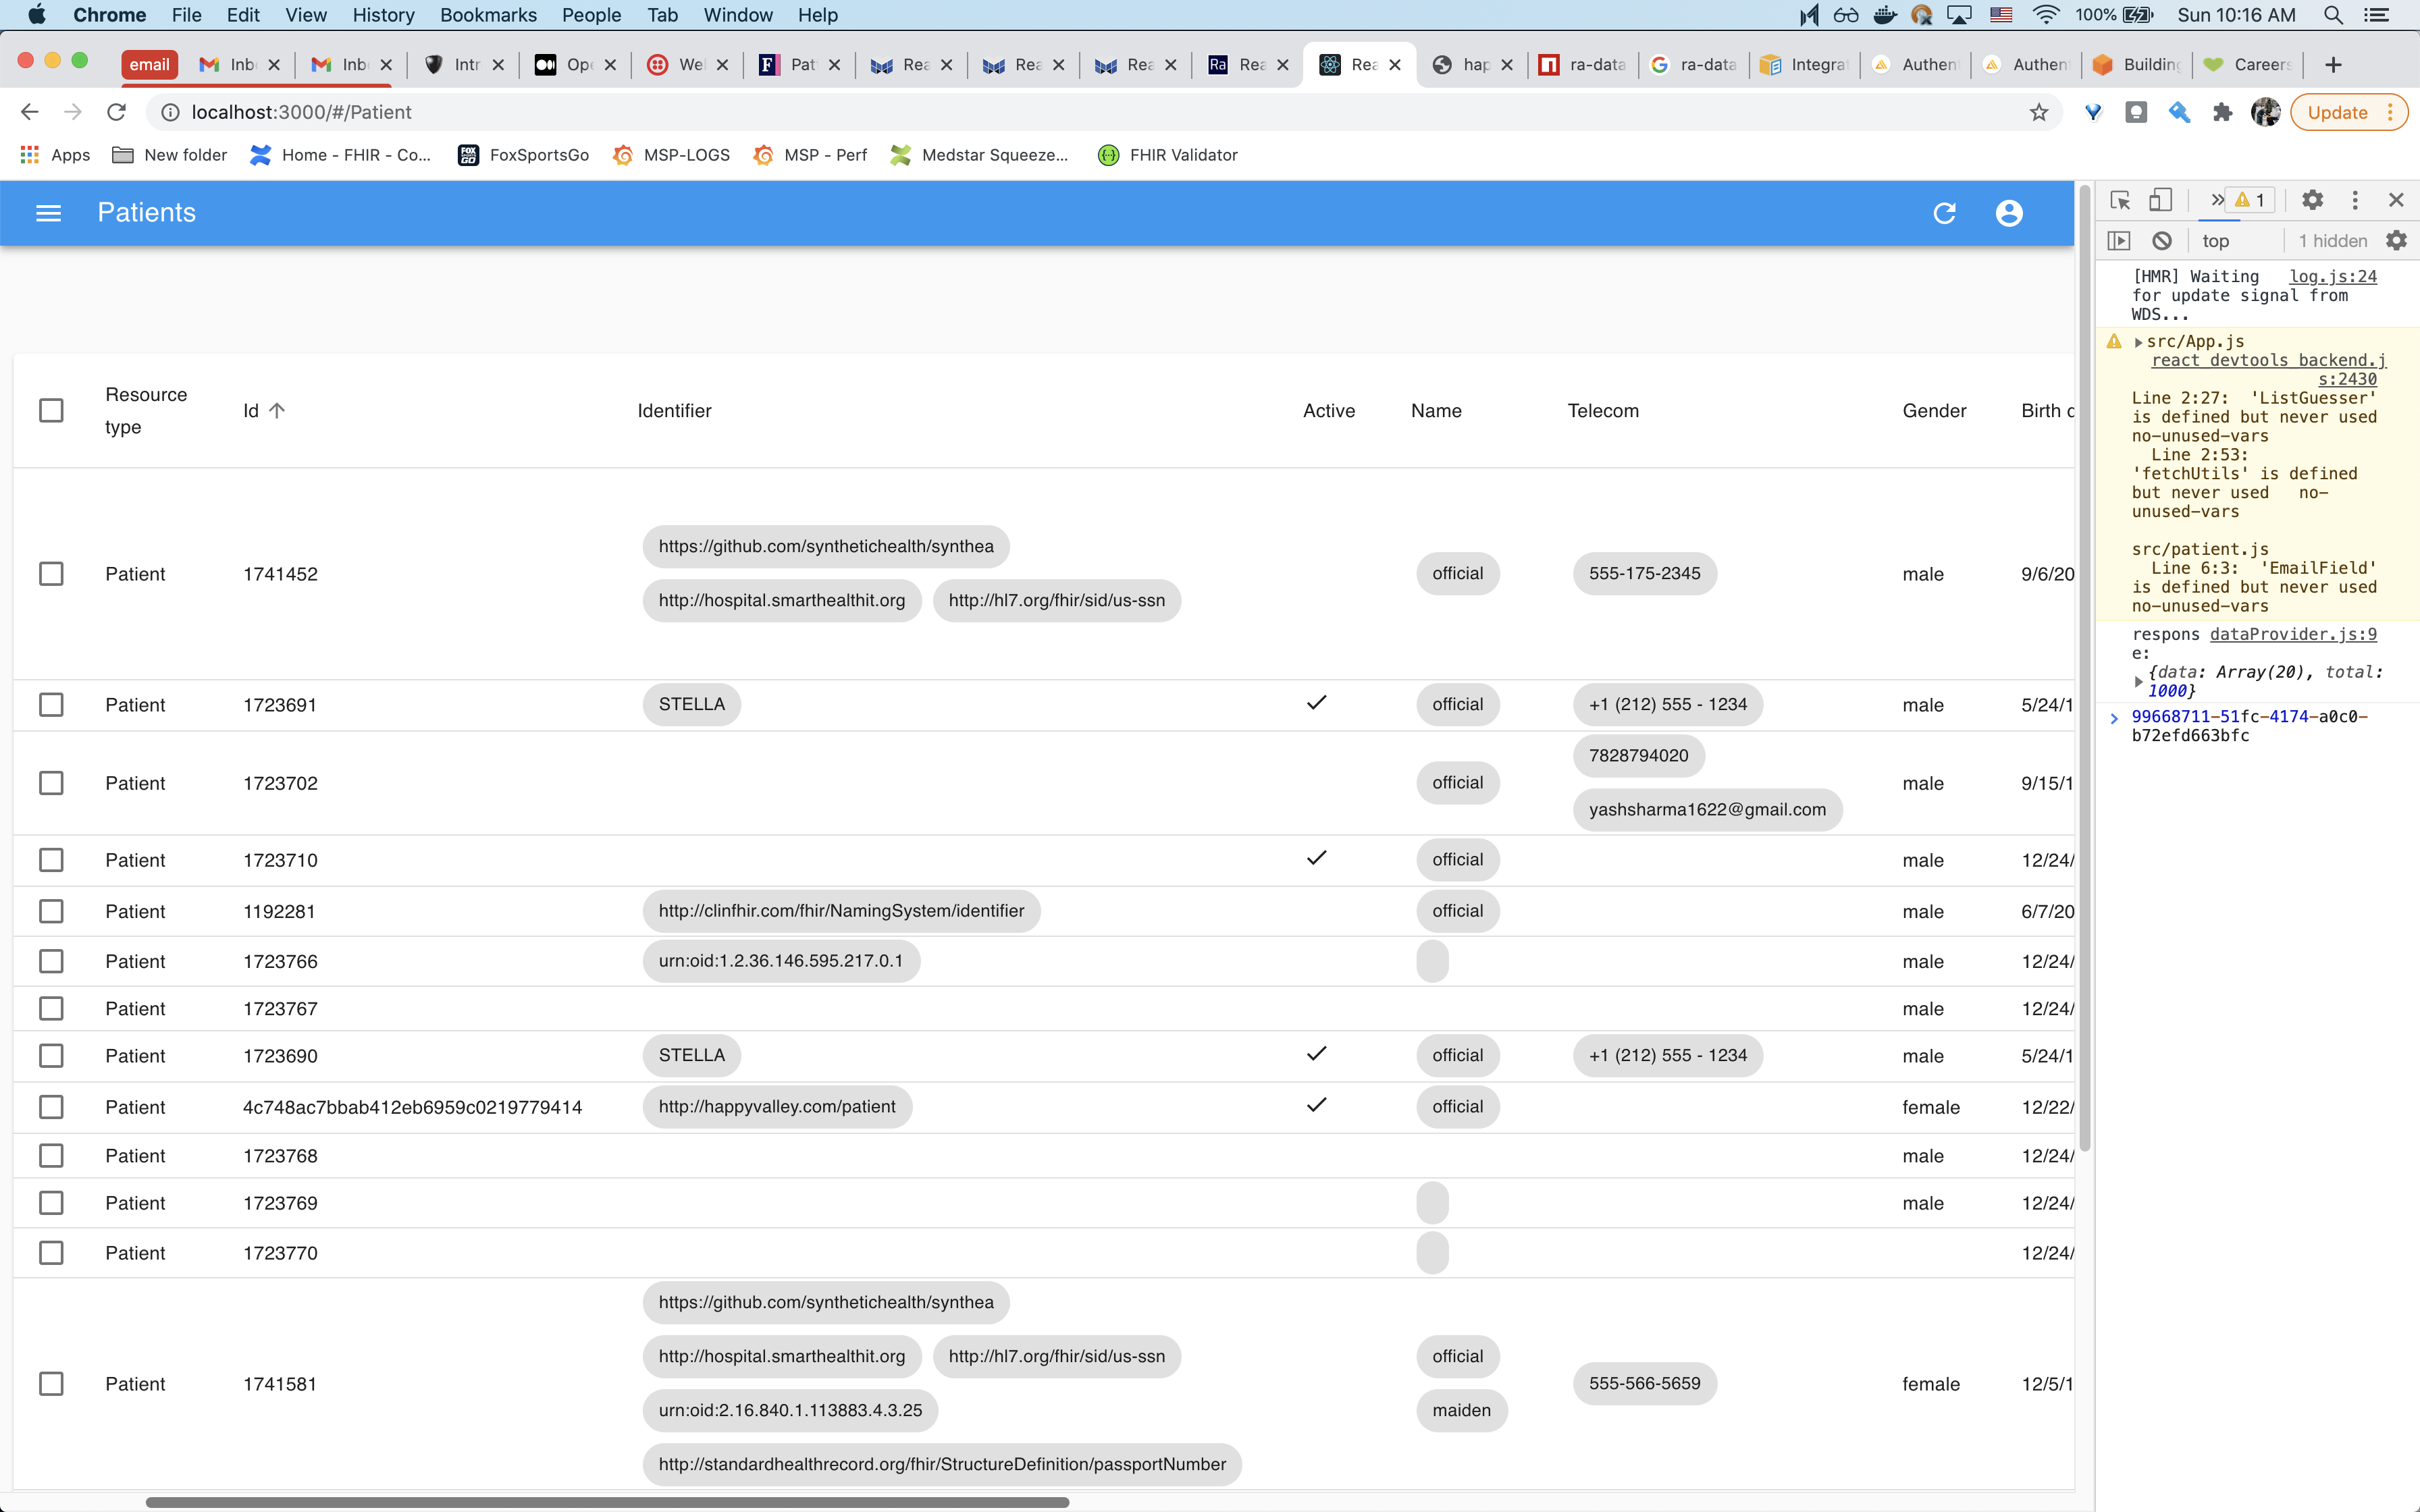 Chrome File Edit View History Bookmarks People Tab Window Help 100% Sun 10:16 AM
email Inb Inb Intr Ope Wel Pat Rea Rea Rea Ra Rea Rea hap ra-data ra-data Integra Authen Authen Building Careers
localhost:3000/#/Patient Update
Apps New folder Home - FHIR - Co... FOX GO FoxSportsGo MSP-LOGS MSP - Perf Medstar Squeeze... FHIR Validator
Patients
Resource type Id Identifier Active Name Telecom Gender Birth d
Patient 1741452 https://github.com/synthetichealth/synthea
http://hospital.smarthealthit.org http://hl7.org/fhir/sid/us-ssn official 555-175-2345 male 9/6/20
Patient 1723691 STELLA official +1 (212) 555 - 1234 male 5/24/1
Patient 1723702 official 7828794020
yashsharma1622@gmail.com male 9/15/1
Patient 1723710 official male 12/24/
Patient 1192281 http://clinfhir.com/fhir/NamingSystem/identifier official male 6/7/20
Patient 1723766 urn:oid:1.2.36.146.595.217.0.1 male 12/24/
Patient 1723767 male 12/24/
Patient 1723690 STELLA official +1 (212) 555 - 1234 male 5/24/1
Patient 4c748ac7bbab412eb6959c0219779414 http://happyvalley.com/patient official female 12/22/
Patient 1723768 male 12/24/
Patient 1723769 male 12/24/
Patient 1723770 12/24/
Patient 1741581 https://github.com/synthetichealth/synthea
http://hospital.smarthealthit.org http://hl7.org/fhir/sid/us-ssn
urn:oid:2.16.840.1.113883.4.3.25
http://standardhealthrecord.org/fhir/StructureDefinition/passportNumber official
maiden 555-566-5659 female 12/5/1
1
top 1 hidden
[HMR] Waiting log.js:24
for update signal from
WDS...
src/App.js
react_devtools_backend.j
s:2430
Line 2:27: 'ListGuesser'
is defined but never used
no-unused-vars
Line 2:53:
'fetchUtils' is defined
but never used no-
unused-vars
src/patient.js
Line 6:3: 'EmailField'
is defined but never used
no-unused-vars
respons dataProvider.js:9
e:
{data: Array(20), total:
1000}
99668711-51fc-4174-a0c0-
b72efd663bfc